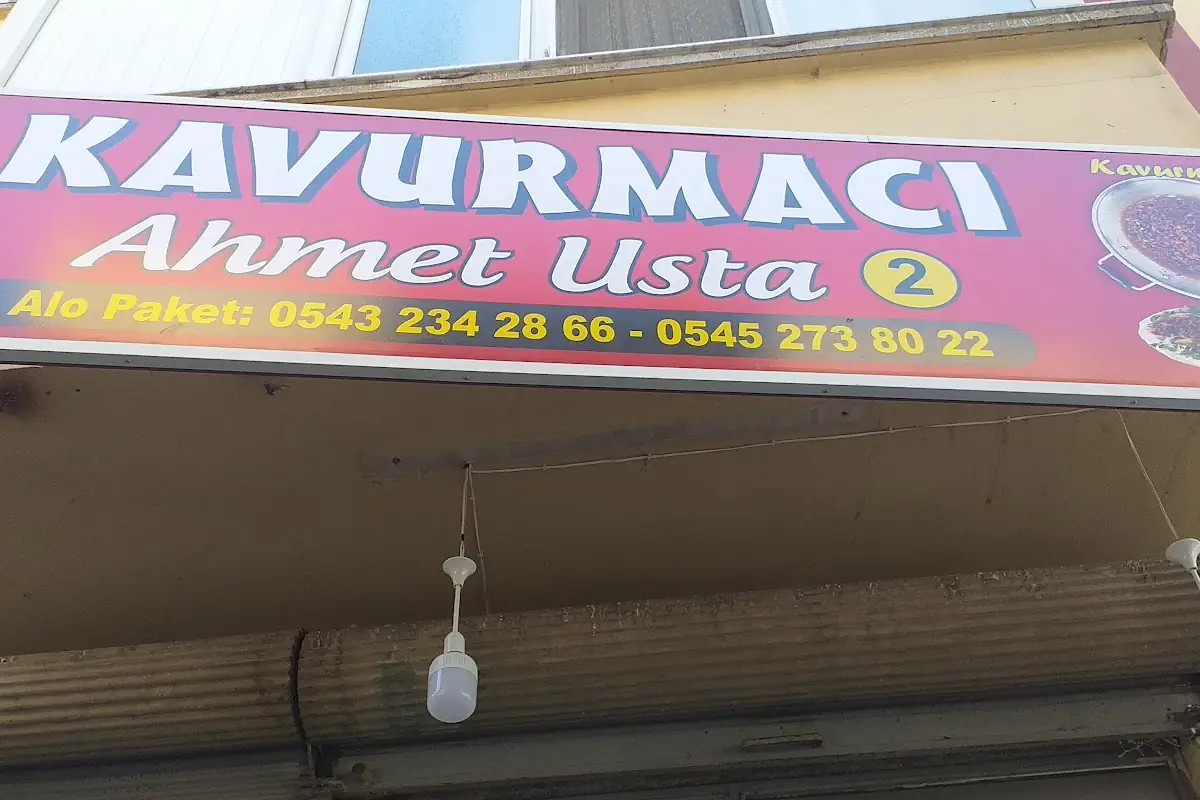 KAVURMACI
Ahmet Usta 2
Alo Paket: 0543 234 28 66 - 0545 273 80 22